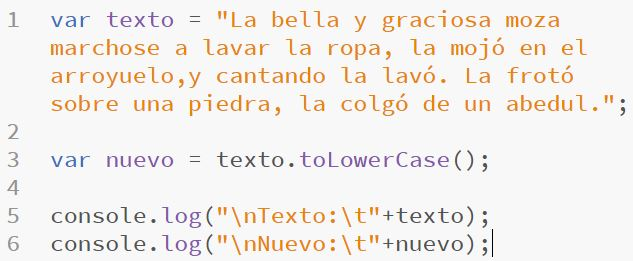 1 var texto = "La bella y graciosa moza
marchose a lavar la ropa, la mojó en el
arroyuelo,y cantando la lavó. La frotó
sobre una piedra, la colgó de un abedul.";
2
3 var nuevo = texto.toLowerCase();
4
5 console.log("\nTexto:\t"+texto);
6 console.log("\nNuevo:\t"+nuevo);